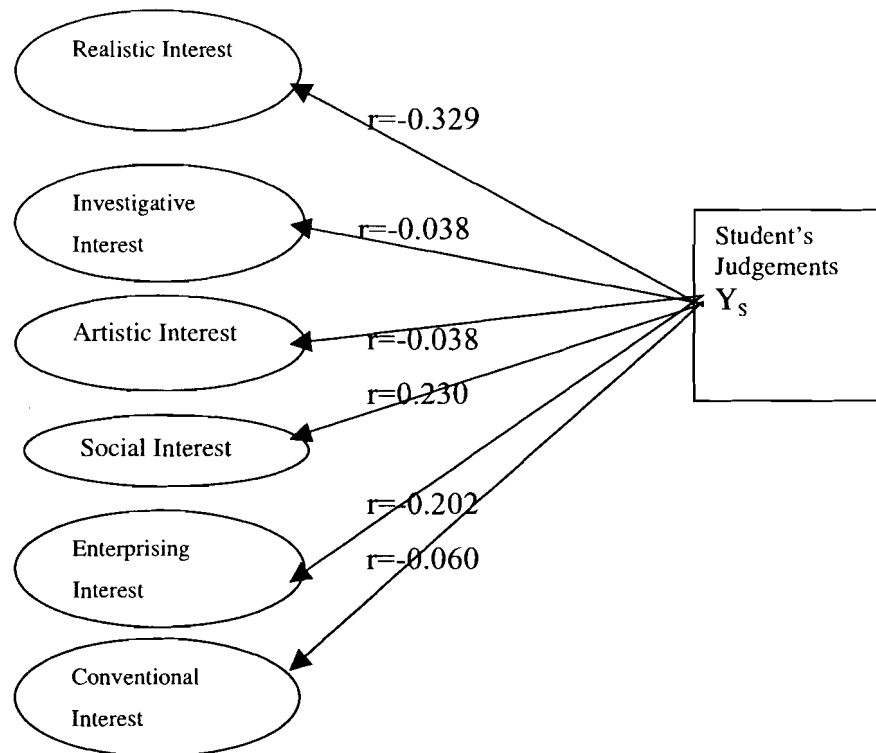 Realistic Interest
r=-0.329
Investigative
Interest
r=-0.038
Student's
Judgements
Y_s
Artistic Interest
r=-0.038
r=0.230
Social Interest
r=-0.202
Enterprising
Interest
r=-0.060
Conventional
Interest